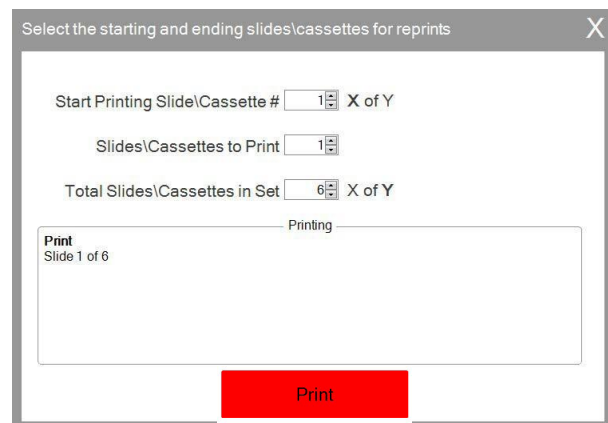 Select the starting and ending slides\cassettes for reprints X
Start Printing Slide\Cassette # 1 X of Y
Slides\Cassettes to Print 1
Total Slides\Cassettes in Set 6 X of Y
Printing
Print
Slide 1 of 6
Print